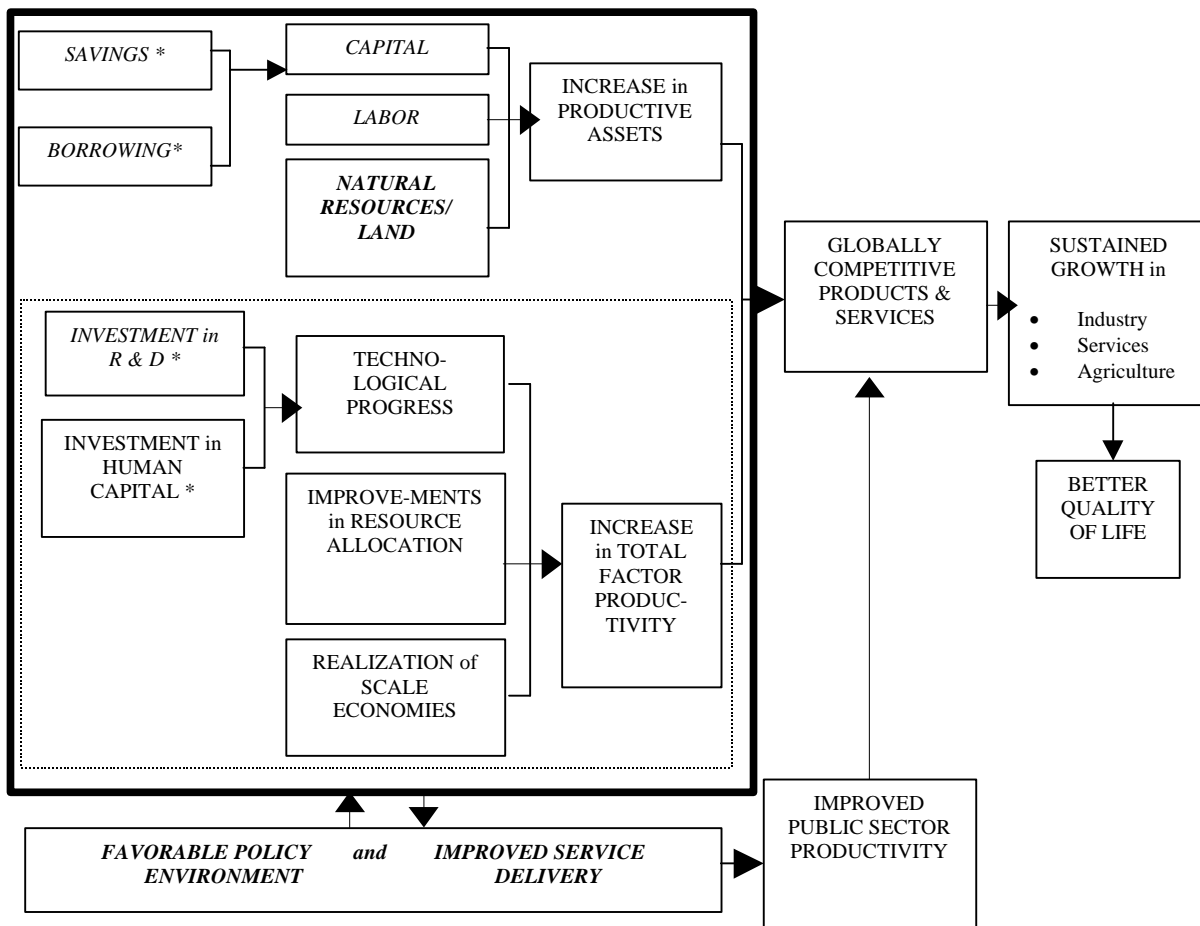 SAVINGS *
BORROWING*
CAPITAL
LABOR
NATURAL
RESOURCES/
LAND
INCREASE in
PRODUCTIVE
ASSETS
INVESTMENT in
R & D *
INVESTMENT in
HUMAN
CAPITAL *
TECHNO-
LOGICAL
PROGRESS
IMPROVE-MENTS
in RESOURCE
ALLOCATION
REALIZATION of
SCALE
ECONOMIES
INCREASE
in TOTAL
FACTOR
PRODUC-
TIVITY
GLOBALLY
COMPETITIVE
PRODUCTS &
SERVICES
SUSTAINED
GROWTH in
• Industry
• Services
• Agriculture
BETTER
QUALITY
OF LIFE
FAVORABLE POLICY and IMPROVED SERVICE
ENVIRONMENT DELIVERY
IMPROVED
PUBLIC SECTOR
PRODUCTIVITY